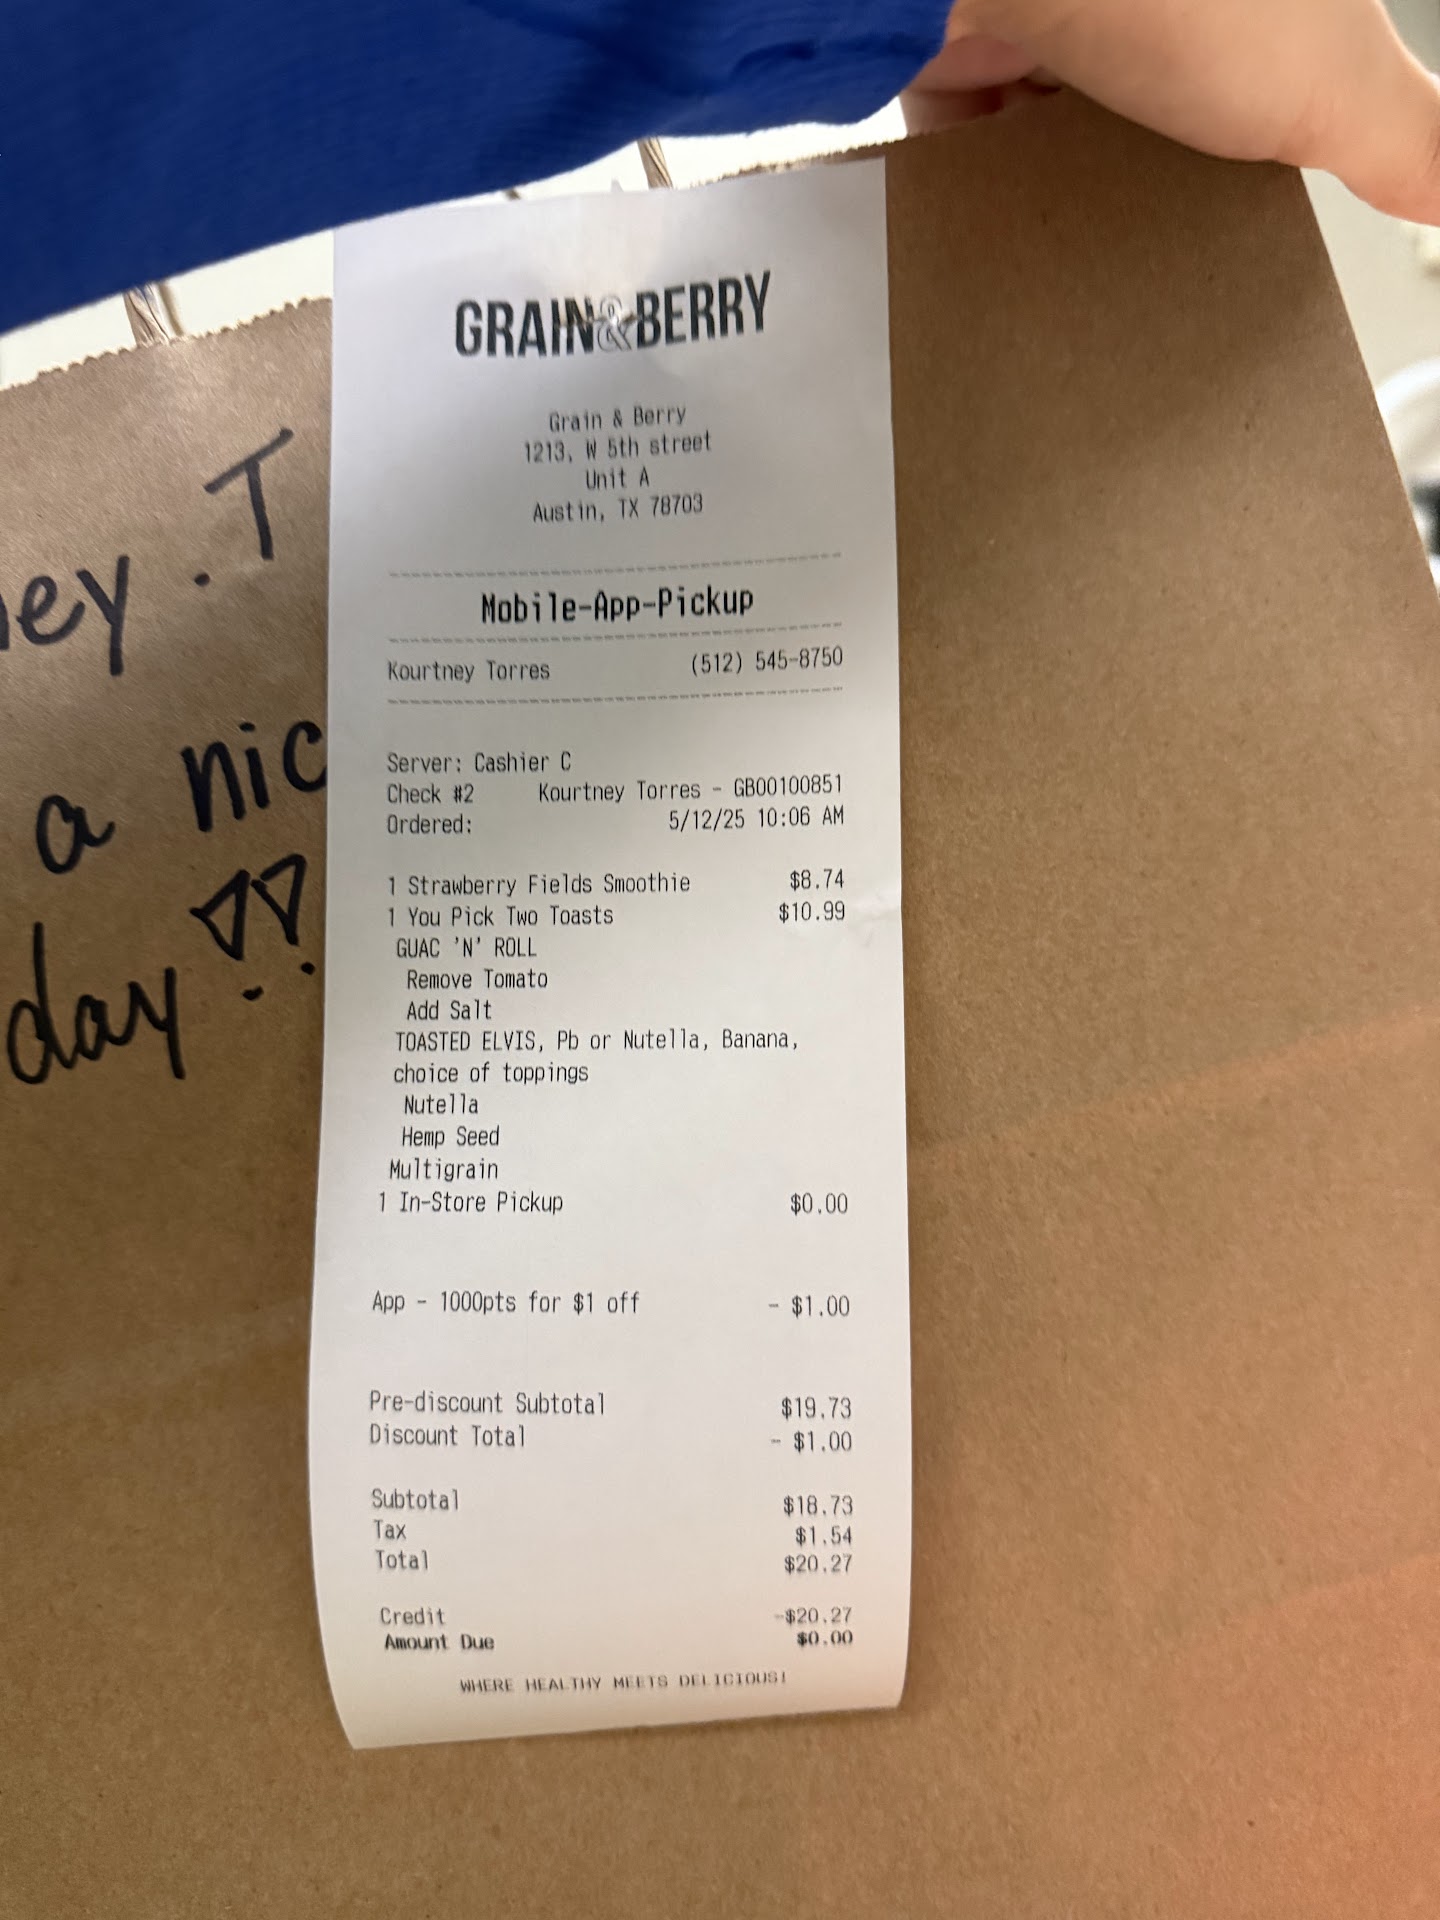 GRAIN&BERRY
Grain & Berry
1213, W 5th street
Unit A
Austin, TX 78703
Mobile-App-Pickup
Kourtney Torres (512) 545-8750
Server: Cashier C
Check #2 Kourtney Torres - GB00100851
Ordered: 5/12/25 10:06 AM
1 Strawberry Fields Smoothie $8.74
1 You Pick Two Toasts $10.99
GUAC 'N' ROLL
Remove Tomato
Add Salt
TOASTED ELVIS, Pb or Nutella, Banana,
choice of toppings
Nutella
Hemp Seed
Multigrain
1 In-Store Pickup $0.00
App - 1000pts for $1 off - $1.00
Pre-discount Subtotal $19.73
Discount Total - $1.00
Subtotal $18.73
Tax $1.54
Total $20.27
Credit -$20.27
Amount Due $0.00
WHERE HEALTHY MEETS DELICIOUS!
ey. T
a nic
day!!